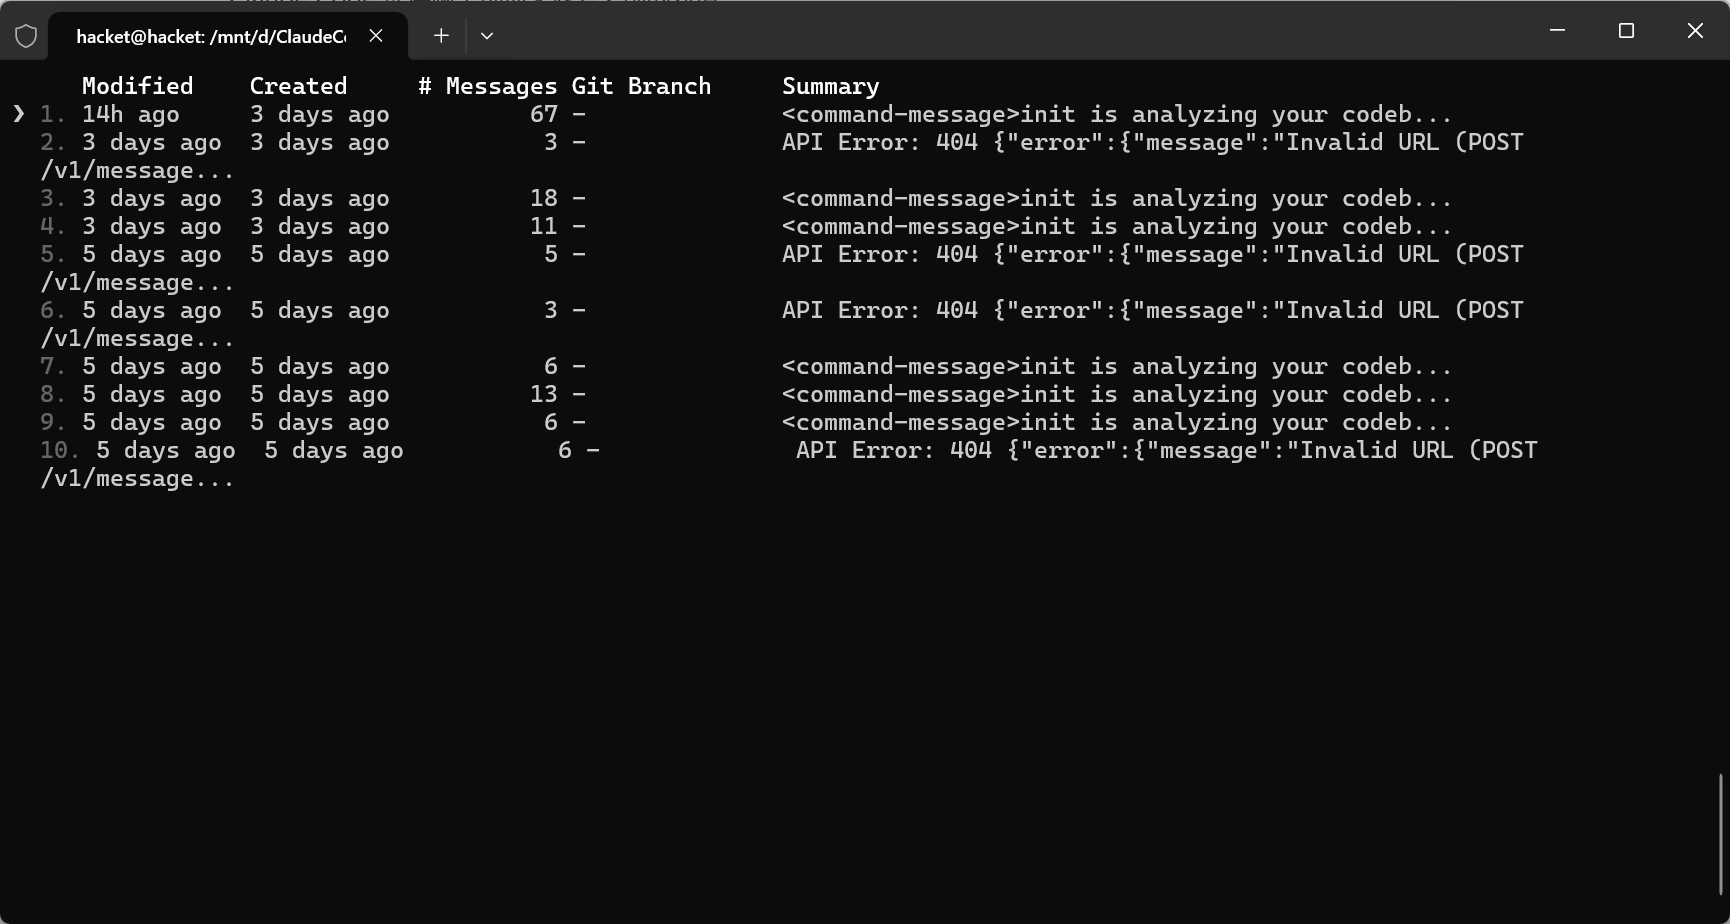 hacket@hacket: /mnt/d/ClaudeCo
Modified Created # Messages Git Branch Summary
❯ 1. 14h ago 3 days ago 67 - <command-message>init is analyzing your codeb...
2. 3 days ago 3 days ago 3 - API Error: 404 {"error":{"message":"Invalid URL (POST
/v1/message...
3. 3 days ago 3 days ago 18 - <command-message>init is analyzing your codeb...
4. 3 days ago 3 days ago 11 - <command-message>init is analyzing your codeb...
5. 5 days ago 5 days ago 5 - API Error: 404 {"error":{"message":"Invalid URL (POST
/v1/message...
6. 5 days ago 5 days ago 3 - API Error: 404 {"error":{"message":"Invalid URL (POST
/v1/message...
7. 5 days ago 5 days ago 6 - <command-message>init is analyzing your codeb...
8. 5 days ago 5 days ago 13 - <command-message>init is analyzing your codeb...
9. 5 days ago 5 days ago 6 - <command-message>init is analyzing your codeb...
10. 5 days ago 5 days ago 6 - API Error: 404 {"error":{"message":"Invalid URL (POST
/v1/message...